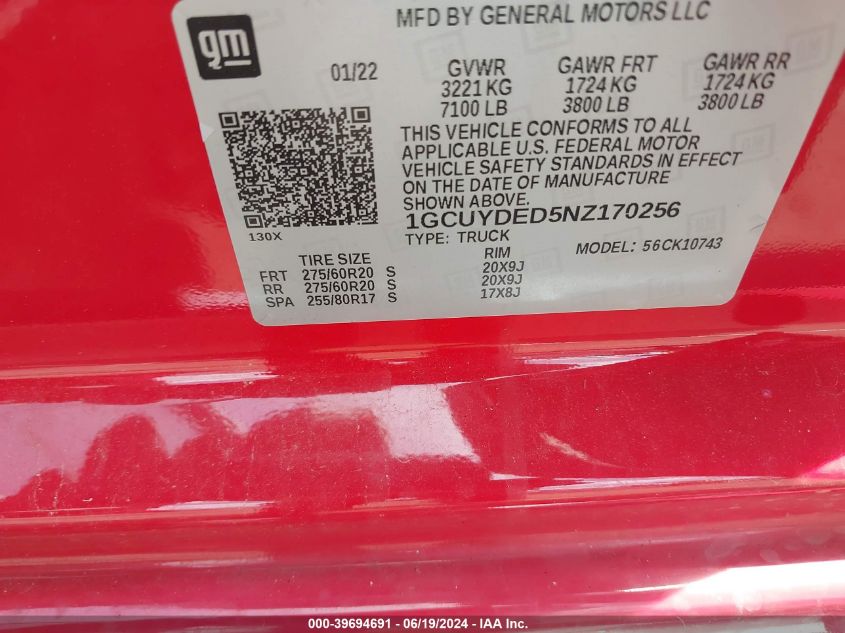 MFD BY GENERAL MOTORS LLC
gm
01/22 GVWR GAWR FRT GAWR RR
3221 KG 1724 KG 1724 KG
7100 LB 3800 LB 3800 LB
THIS VEHICLE CONFORMS TO ALL
APPLICABLE U.S. FEDERAL MOTOR
VEHICLE SAFETY STANDARDS IN EFFECT
ON THE DATE OF MANUFACTURE
SHOWN ABOVE.
1GCUYDED5NZ170256
130X
TYPE: TRUCK MODEL: 56CK10743
TIRE SIZE RIM
FRT 275/60R20 S 20X9J
RR 275/60R20 S 20X9J
SPA 255/80R17 S 17X8J
000-39694691 - 06/19/2024 - IAA Inc.